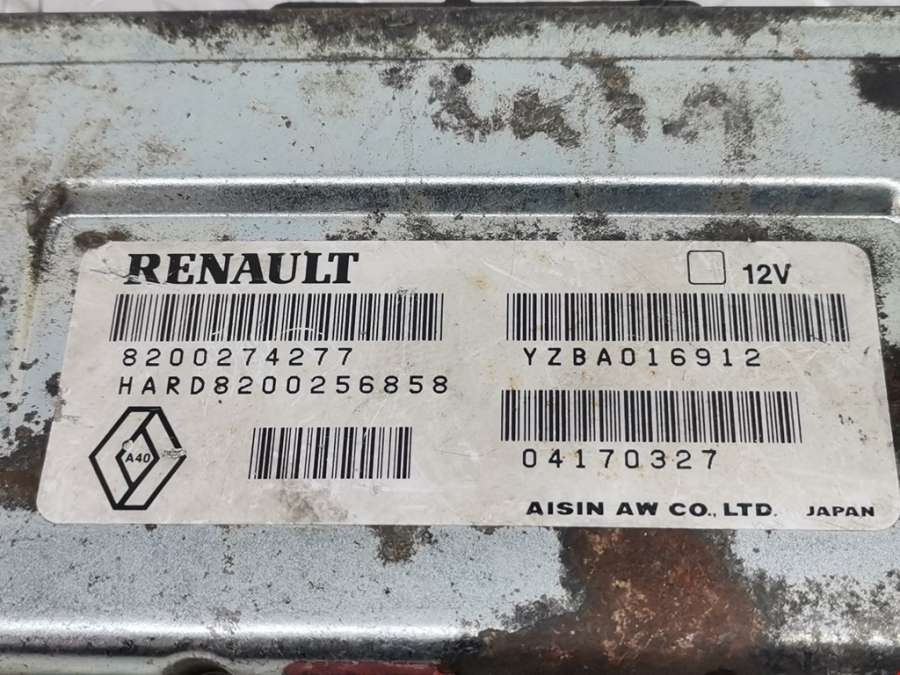 RENAULT
12V
8200274277
HARD8200256858
YZBA016912
A40
04170327
AISIN AW CO., LTD. JAPAN